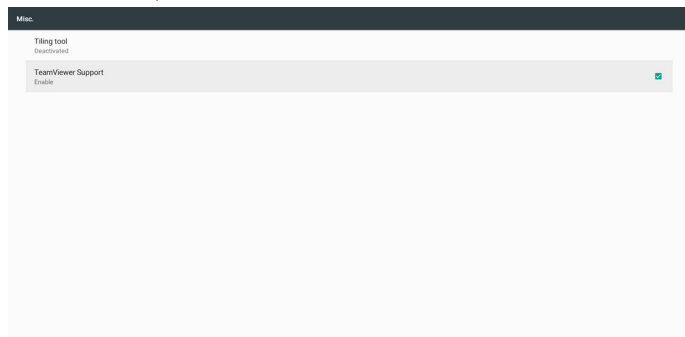 Misc.
Tiling tool
Deactivated
TeamViewer Support
Enable